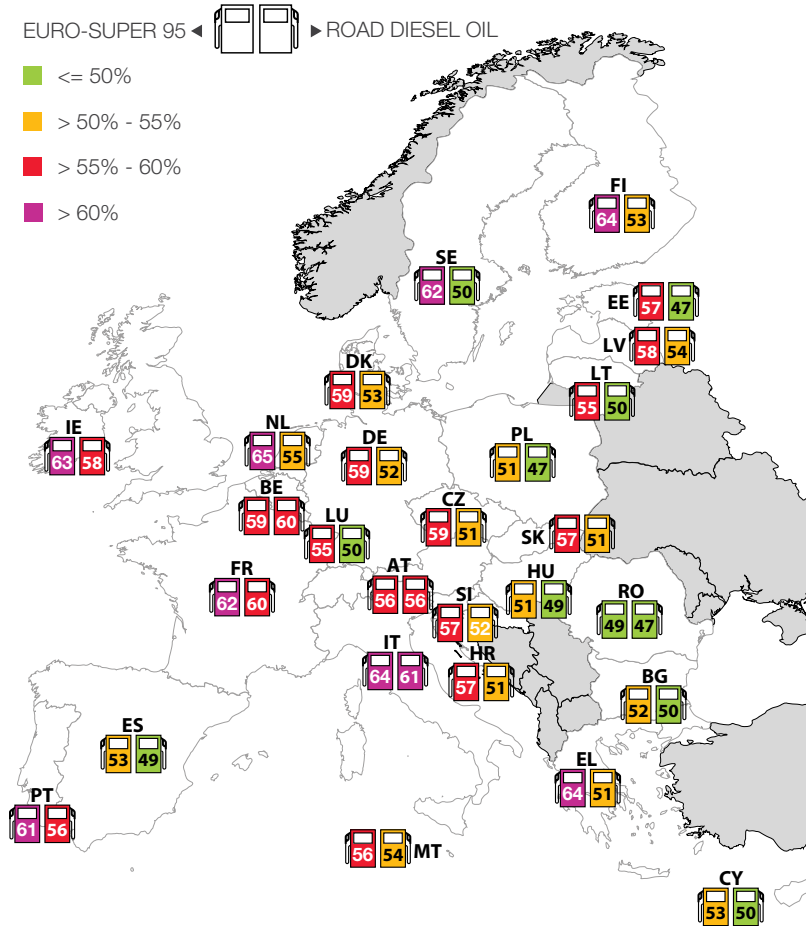 EURO-SUPER 95 ◄ ► ROAD DIESEL OIL
<= 50%
> 50% - 55%
> 55% - 60%
> 60%
FI
64 53
SE
62 50
EE 57 47
LV 58 54
LT
55 50
DK
59 53
IE
63 58
NL
65 55
DE
59 52
PL
51 47
BE
59 60
LU
55 50
CZ
59 51
SK 57 51
FR
62 60
AT
56 56
HU
51 49
RO
49 47
SI
57 52
IT
64 61
HR
57 51
BG
52 50
ES
53 49
EL
64 51
PT
61 56
56 54 MT
CY
53 50